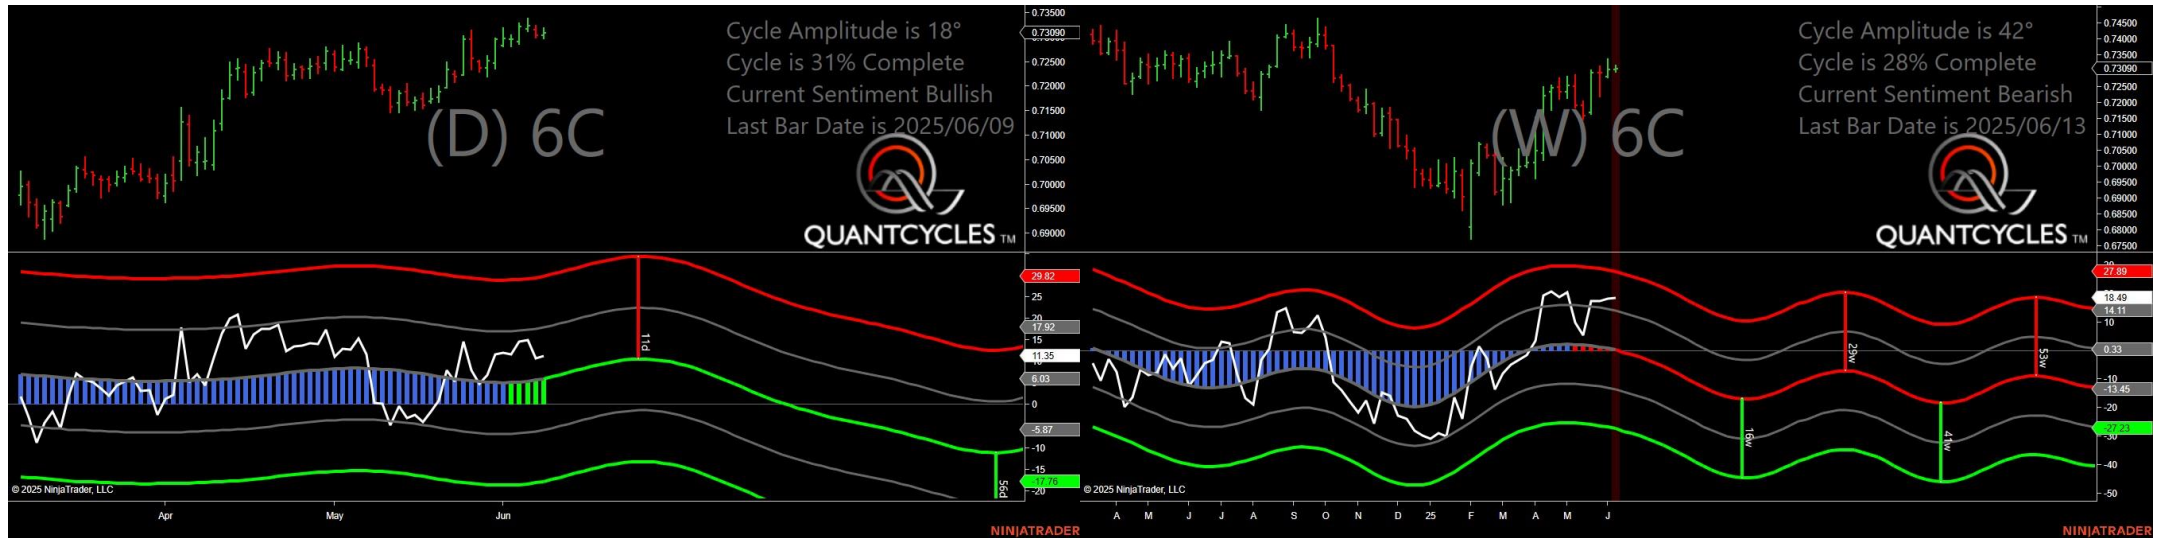 Cycle Amplitude is 18°
Cycle is 31% Complete
Current Sentiment Bullish
Last Bar Date is 2025/06/09
(D) 6C
QUANTCYCLES TM
0.73500
0.73090
0.72500
0.72000
0.71500
0.71000
0.70500
0.70000
0.69500
0.69000
29.82
25
20
17.92
15
11.35
6.03
0
-5.87
-10
-15
-17.76
-20
11d
56d
© 2025 NinjaTrader, LLC
Apr
May
Jun
NINJATRADER
Cycle Amplitude is 42°
Cycle is 28% Complete
Current Sentiment Bearish
Last Bar Date is 2025/06/13
(W) 6C
QUANTCYCLES TM
0.74500
0.74000
0.73500
0.73090
0.72500
0.72000
0.71500
0.71000
0.70500
0.70000
0.69500
0.69000
0.68500
0.68000
0.67500
27.89
18.49
14.11
10
0.33
-10
-13.45
-20
-27.23
-30
-40
-50
16w
29w
41w
53w
© 2025 NinjaTrader, LLC
A M J J A S O N D 25 F M A M J
NINJATRADER